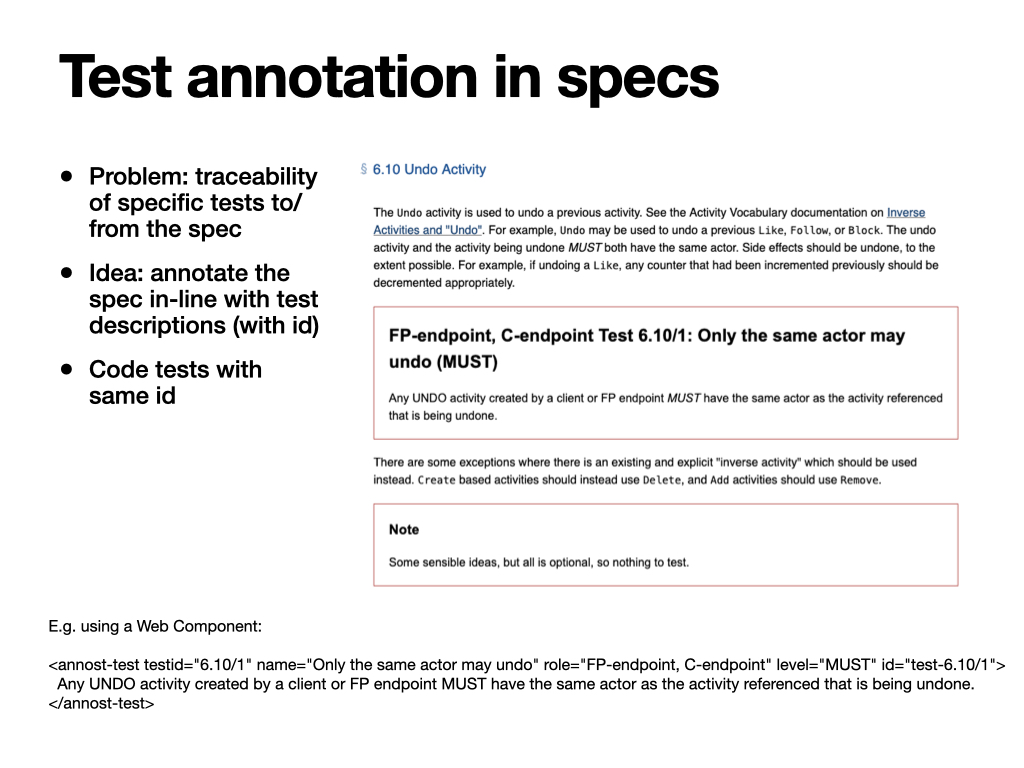 Test annotation in specs
• Problem: traceability
of specific tests to/
from the spec
• Idea: annotate the
spec in-line with test
descriptions (with id)
• Code tests with
same id
§ 6.10 Undo Activity
The Undo activity is used to undo a previous activity. See the Activity Vocabulary documentation on Inverse
Activities and "Undo". For example, Undo may be used to undo a previous Like, Follow, or Block. The undo
activity and the activity being undone MUST both have the same actor. Side effects should be undone, to the
extent possible. For example, if undoing a Like, any counter that had been incremented previously should be
decremented appropriately.
FP-endpoint, C-endpoint Test 6.10/1: Only the same actor may
undo (MUST)
Any UNDO activity created by a client or FP endpoint MUST have the same actor as the activity referenced
that is being undone.
There are some exceptions where there is an existing and explicit "inverse activity" which should be used
instead. Create based activities should instead use Delete, and Add activities should use Remove.
Note
Some sensible ideas, but all is optional, so nothing to test.
E.g. using a Web Component:
<annost-test testid="6.10/1" name="Only the same actor may undo" role="FP-endpoint, C-endpoint" level="MUST" id="test-6.10/1">
Any UNDO activity created by a client or FP endpoint MUST have the same actor as the activity referenced that is being undone.
</annost-test>